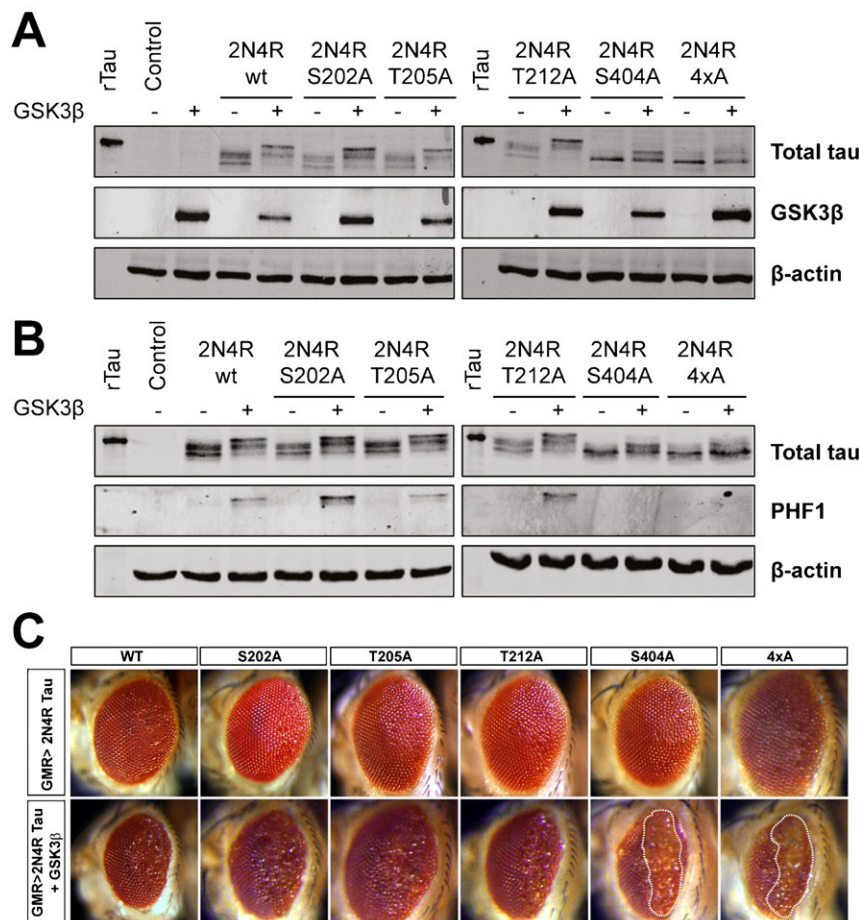 A
rTau
Control
2N4R wt
2N4R S202A
2N4R T205A
rTau
2N4R T212A
2N4R S404A
2N4R 4xA
GSK3β - + - + - + - + - + - + - +
Total tau
GSK3β
β-actin
B
rTau
Control
2N4R wt
2N4R S202A
2N4R T205A
rTau
2N4R T212A
2N4R S404A
2N4R 4xA
GSK3β - - + - + - + - + - + - +
Total tau
PHF1
β-actin
C
WT S202A T205A T212A S404A 4xA
GMR> 2N4R Tau
GMR>2N4R Tau
+ GSK3β